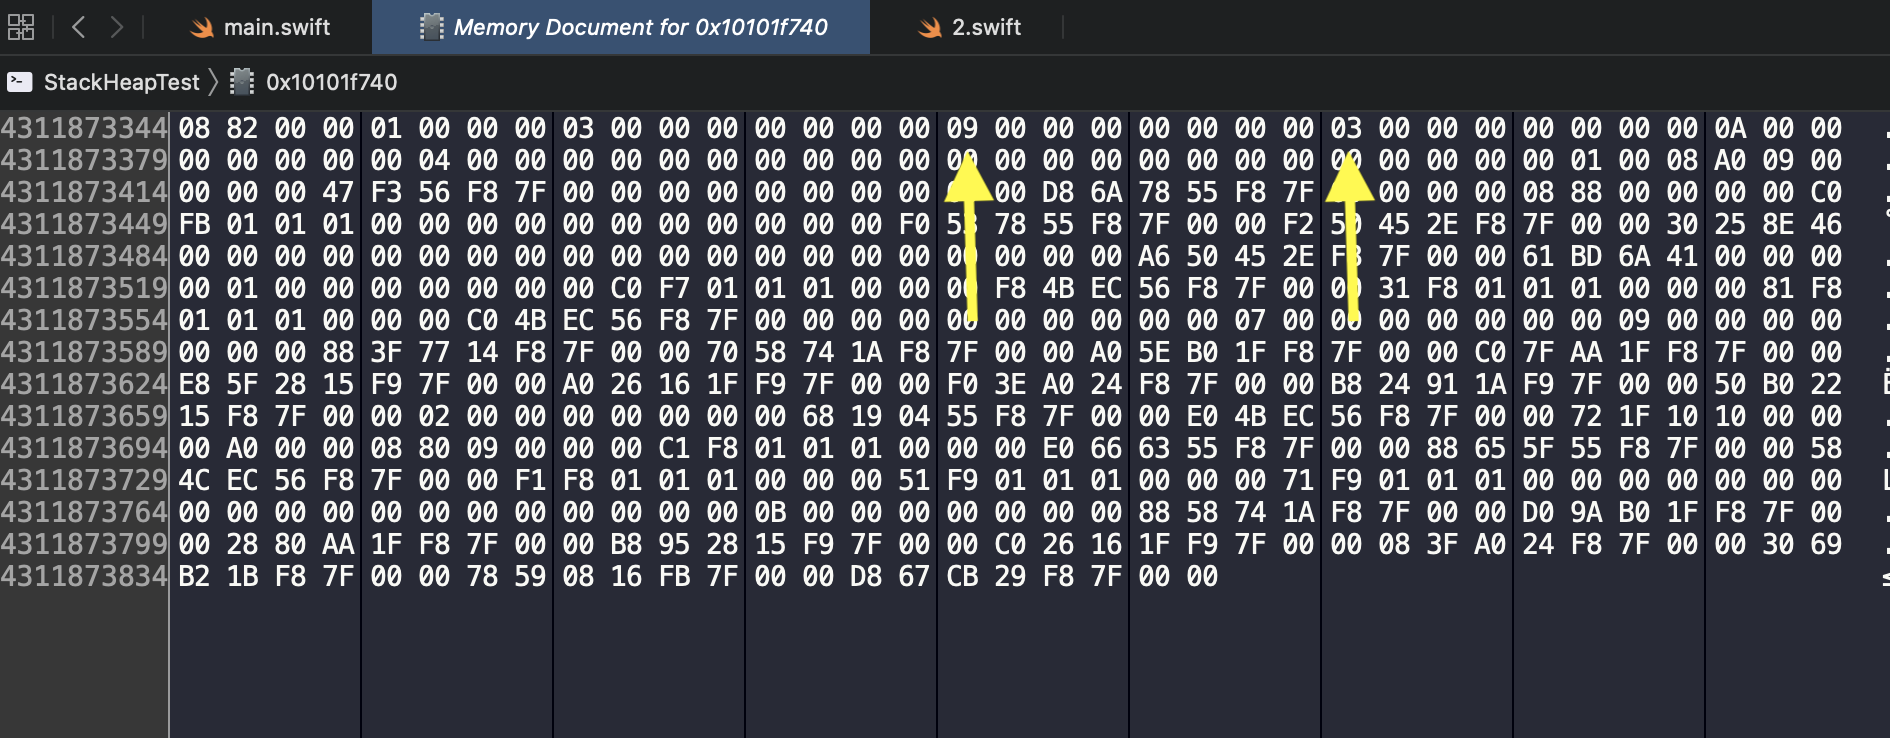 main.swift Memory Document for 0x10101f740 2.swift
StackHeapTest 0x10101f740
4311873344 08 82 00 00 01 00 00 00 03 00 00 00 00 00 00 00 09 00 00 00 00 00 00 00 03 00 00 00 00 00 00 00 0A 00 00
4311873379 00 00 00 00 00 04 00 00 00 00 00 00 00 00 00 00 00 00 00 00 00 00 00 00 00 00 00 00 00 01 00 08 A0 09 00
4311873414 00 00 00 47 F3 56 F8 7F 00 00 00 00 00 00 00 00 00 D8 6A 78 55 F8 7F 00 00 00 08 88 00 00 00 00 C0
4311873449 FB 01 01 01 00 00 00 00 00 00 00 00 00 00 00 F0 53 78 55 F8 7F 00 00 F2 50 45 2E F8 7F 00 00 30 25 8E 46
4311873484 00 00 00 00 00 00 00 00 00 00 00 00 00 00 00 00 00 00 00 00 A6 50 45 2E F8 7F 00 00 61 BD 6A 41 00 00 00
4311873519 00 01 00 00 00 00 00 00 00 C0 F7 01 01 01 00 00 00 F8 4B EC 56 F8 7F 00 00 31 F8 01 01 01 00 00 00 81 F8
4311873554 01 01 01 00 00 00 C0 4B EC 56 F8 7F 00 00 00 00 00 00 00 00 00 00 07 00 00 00 00 00 00 00 09 00 00 00 00
4311873589 00 00 00 88 3F 77 14 F8 7F 00 00 70 58 74 1A F8 7F 00 00 A0 5E B0 1F F8 7F 00 00 C0 7F AA 1F F8 7F 00 00
4311873624 E8 5F 28 15 F9 7F 00 00 A0 26 16 1F F9 7F 00 00 F0 3E A0 24 F8 7F 00 00 B8 24 91 1A F9 7F 00 00 50 B0 22
4311873659 15 F8 7F 00 00 02 00 00 00 00 00 00 00 68 19 04 55 F8 7F 00 00 E0 4B EC 56 F8 7F 00 00 72 1F 10 10 00 00
4311873694 00 A0 00 00 08 80 09 00 00 00 C1 F8 01 01 01 00 00 00 E0 66 63 55 F8 7F 00 00 88 65 5F 55 F8 7F 00 00 58
4311873729 4C EC 56 F8 7F 00 00 F1 F8 01 01 01 00 00 00 51 F9 01 01 01 00 00 00 71 F9 01 01 01 00 00 00 00 00 00 00
4311873764 00 00 00 00 00 00 00 00 00 00 00 00 0B 00 00 00 00 00 00 00 88 58 74 1A F8 7F 00 00 D0 9A B0 1F F8 7F 00
4311873799 00 28 80 AA 1F F8 7F 00 00 B8 95 28 15 F9 7F 00 00 C0 26 16 1F F9 7F 00 00 08 3F A0 24 F8 7F 00 00 30 69
4311873834 B2 1B F8 7F 00 00 78 59 08 16 FB 7F 00 00 D8 67 CB 29 F8 7F 00 00